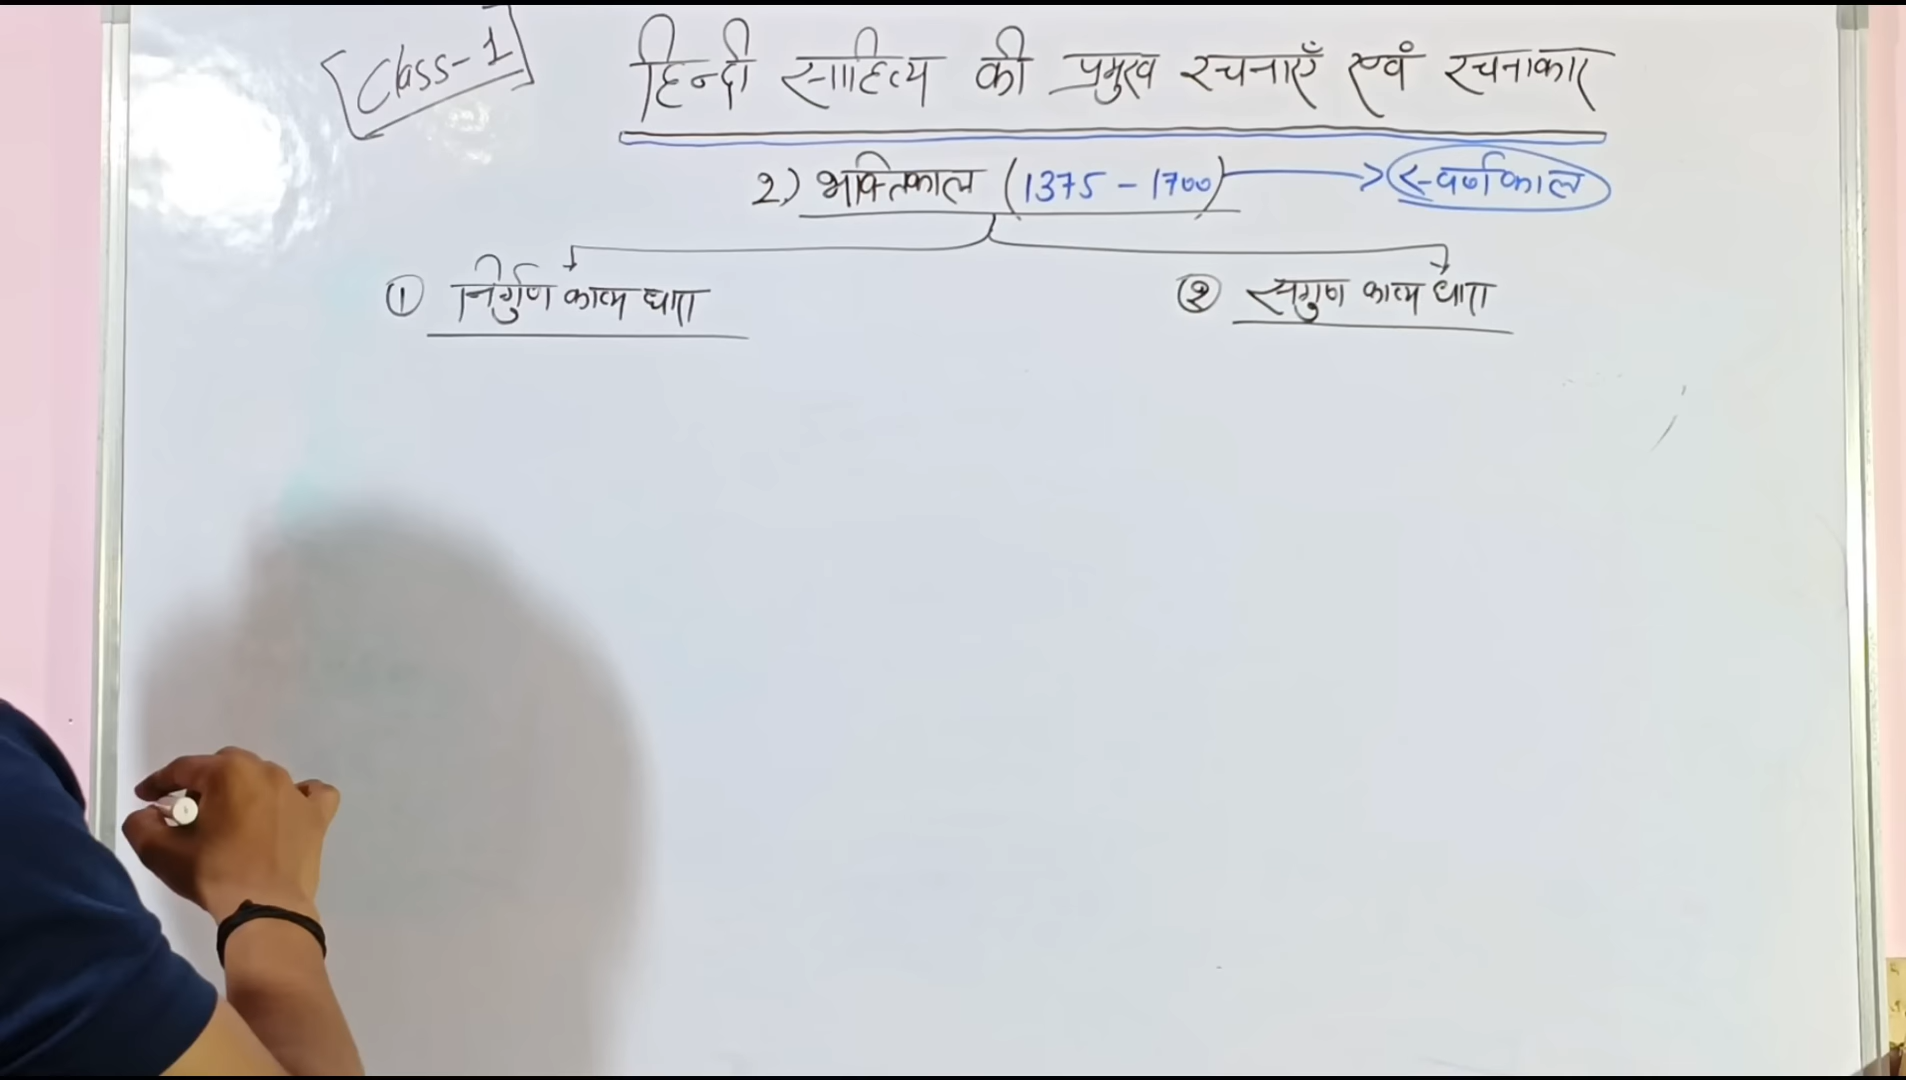 [Class-1]
हिन्दी साहित्य की प्रमुख रचनाएँ एवं रचनाकार
2.) भक्तिकाल (1375 - 1700) → स्वर्णकाल
① निर्गुण काव्य धारा
② सगुण काव्य धारा